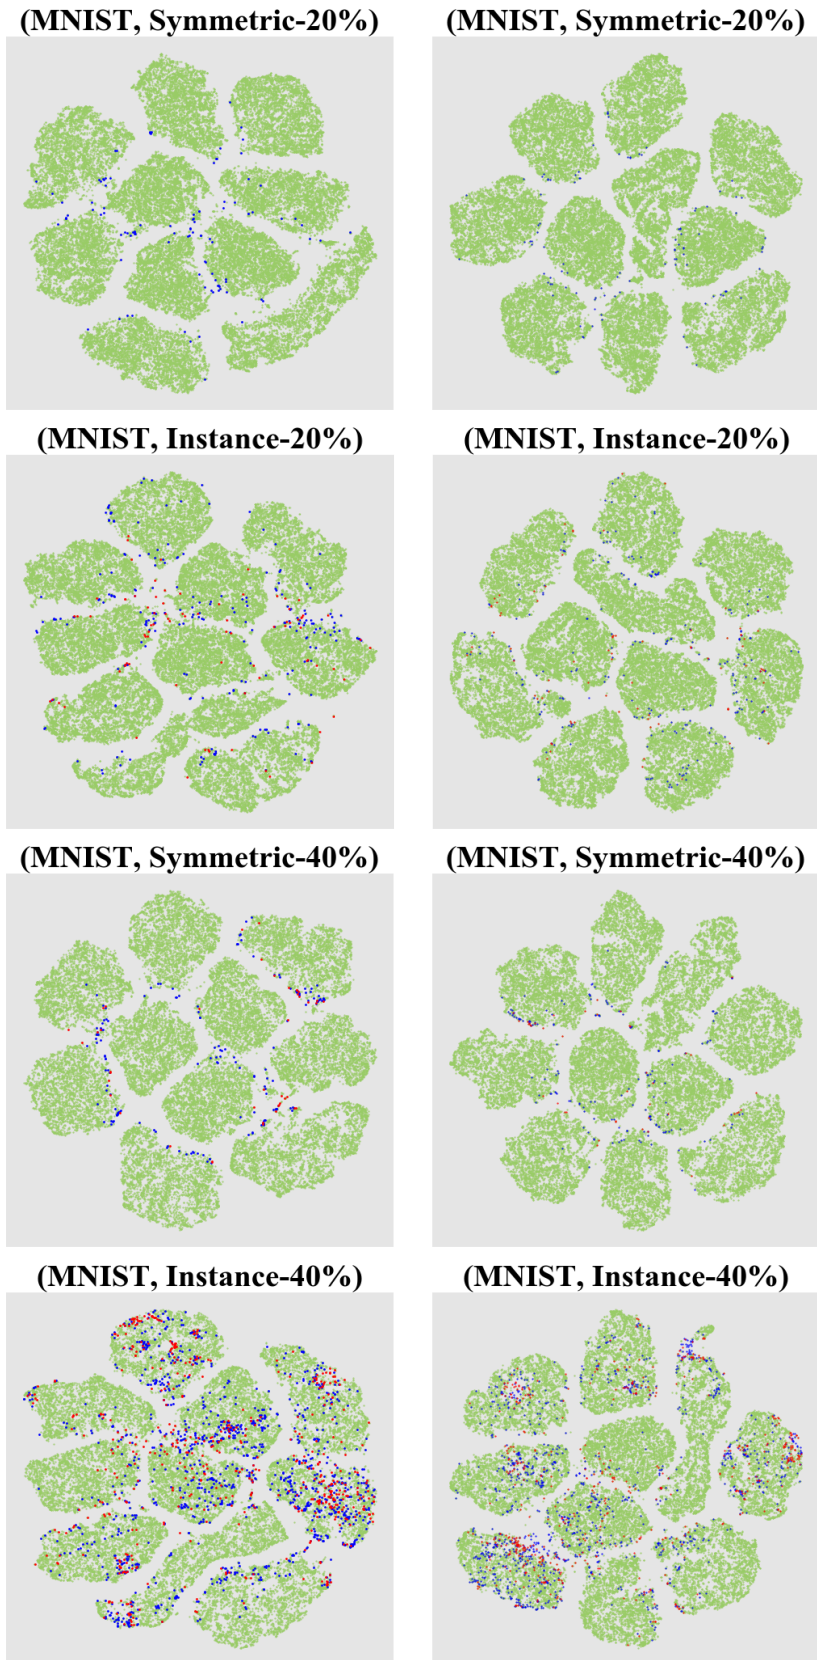 (MNIST, Symmetric-20%) (MNIST, Symmetric-20%)
(MNIST, Instance-20%) (MNIST, Instance-20%)
(MNIST, Symmetric-40%) (MNIST, Symmetric-40%)
(MNIST, Instance-40%) (MNIST, Instance-40%)